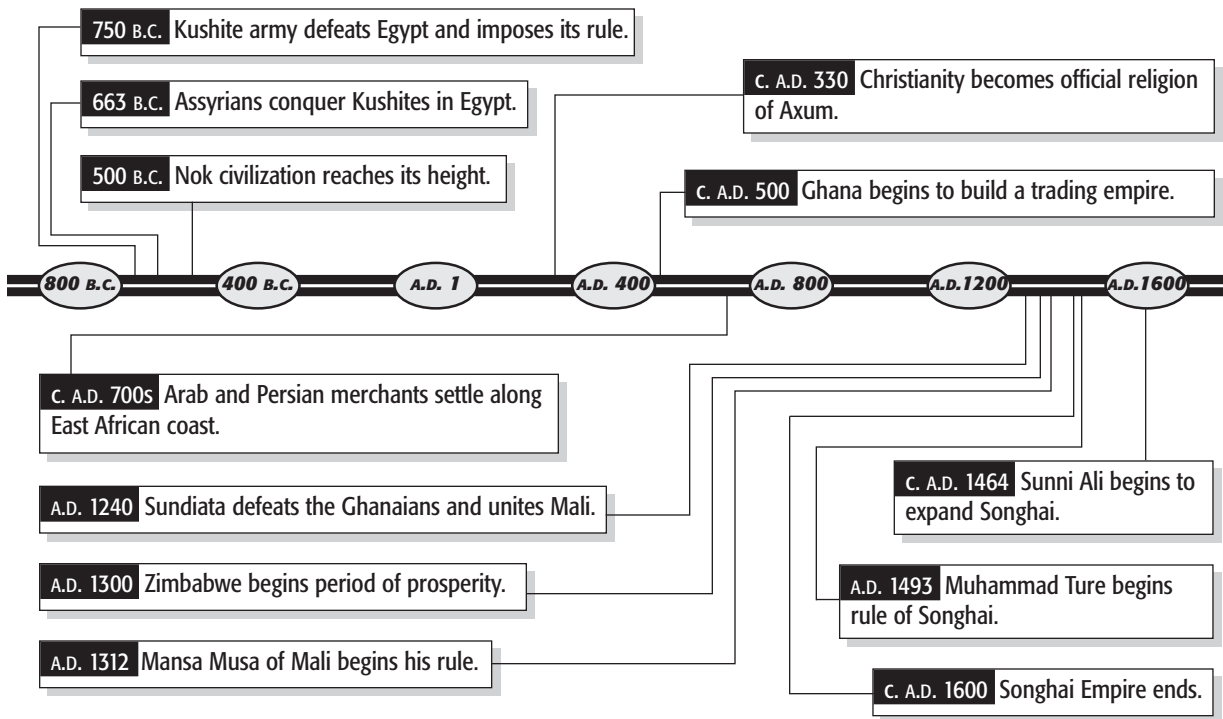 750 B.C. Kushite army defeats Egypt and imposes its rule.
663 B.C. Assyrians conquer Kushites in Egypt.
500 B.C. Nok civilization reaches its height.
C. A.D. 330 Christianity becomes official religion
of Axum.
C. A.D. 500 Ghana begins to build a trading empire.
800 B.C. 400 B.C. A.D. 1 A.D. 400 A.D. 800 A.D.1200 A.D.1600
C. A.D. 700s Arab and Persian merchants settle along
East African coast.
A.D. 1240 Sundiata defeats the Ghanaians and unites Mali.
A.D. 1300 Zimbabwe begins period of prosperity.
A.D. 1312 Mansa Musa of Mali begins his rule.
C. A.D. 1464 Sunni Ali begins to
expand Songhai.
A.D. 1493 Muhammad Ture begins
rule of Songhai.
C. A.D. 1600 Songhai Empire ends.